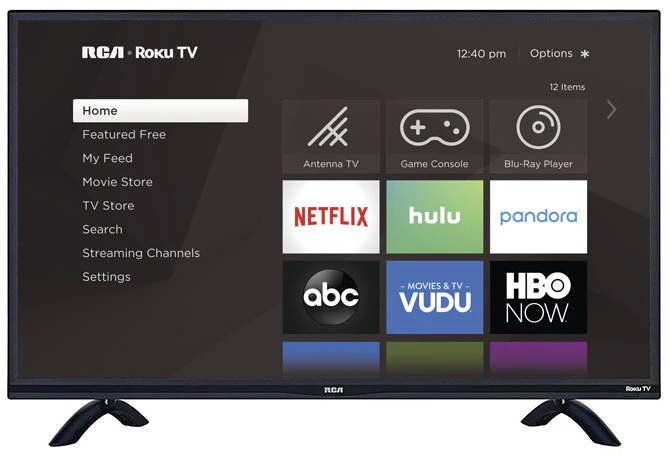 RCA • Roku TV
12:40 pm | Options ✱
12 Items
Home
Featured Free
My Feed
Movie Store
TV Store
Search
Streaming Channels
Settings
Antenna TV
Game Console
Blu-Ray Player
NETFLIX
hulu
pandora
abc
– MOVIES & TV –
VUDU
HBO
NOW
RCA
Roku TV